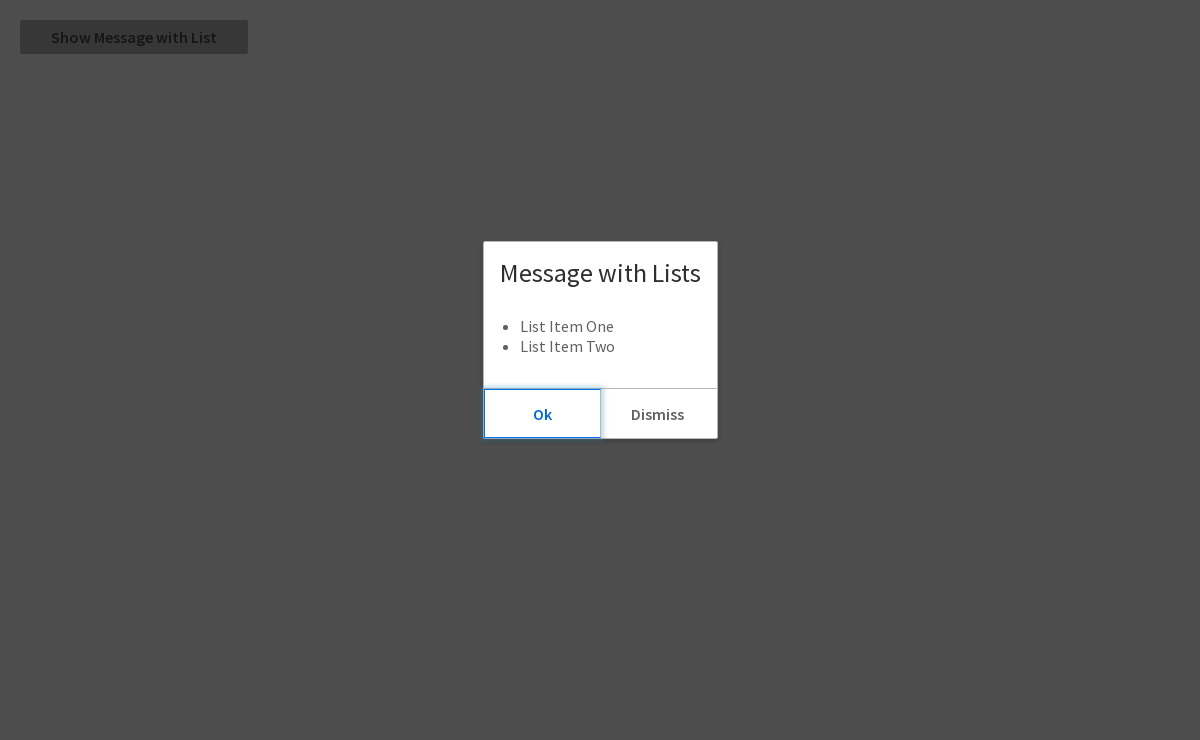 Show Message with List
Message with Lists
List Item One
List Item Two
Ok
Dismiss